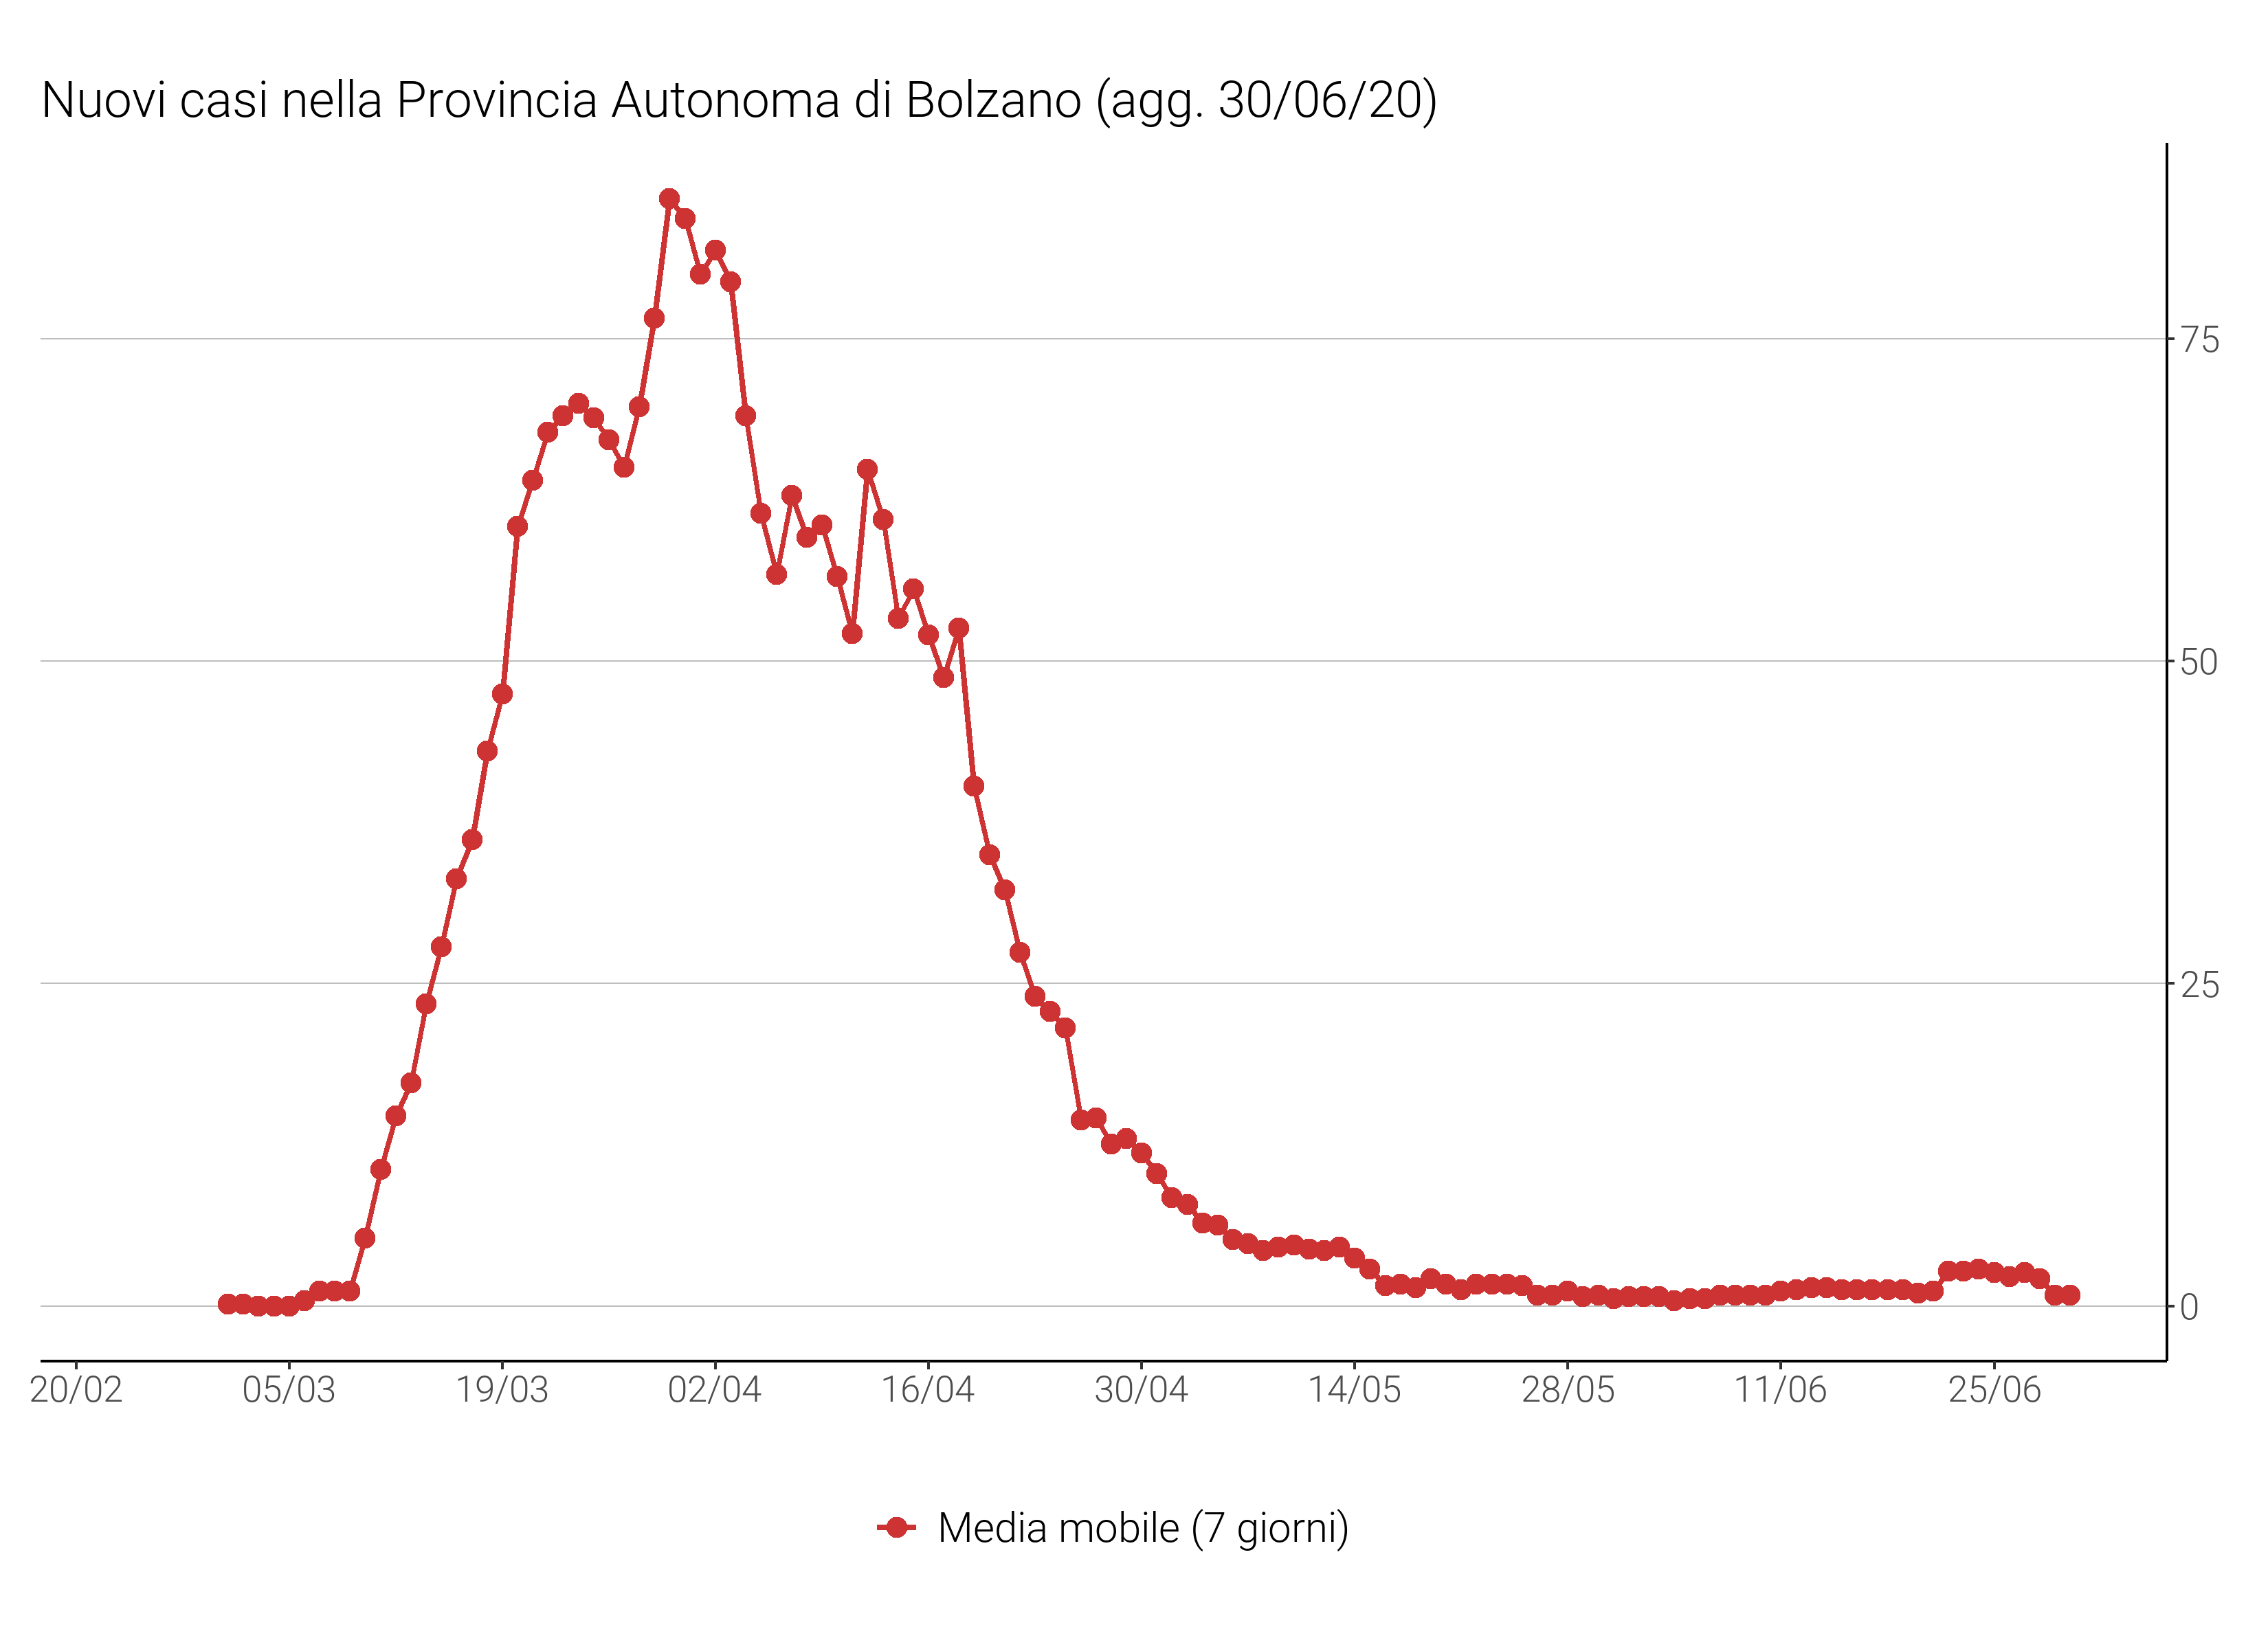 Nuovi casi nella Provincia Autonoma di Bolzano (agg. 30/06/20)
75
50
25
0
20/02 05/03 19/03 02/04 16/04 30/04 14/05 28/05 11/06 25/06
Media mobile (7 giorni)